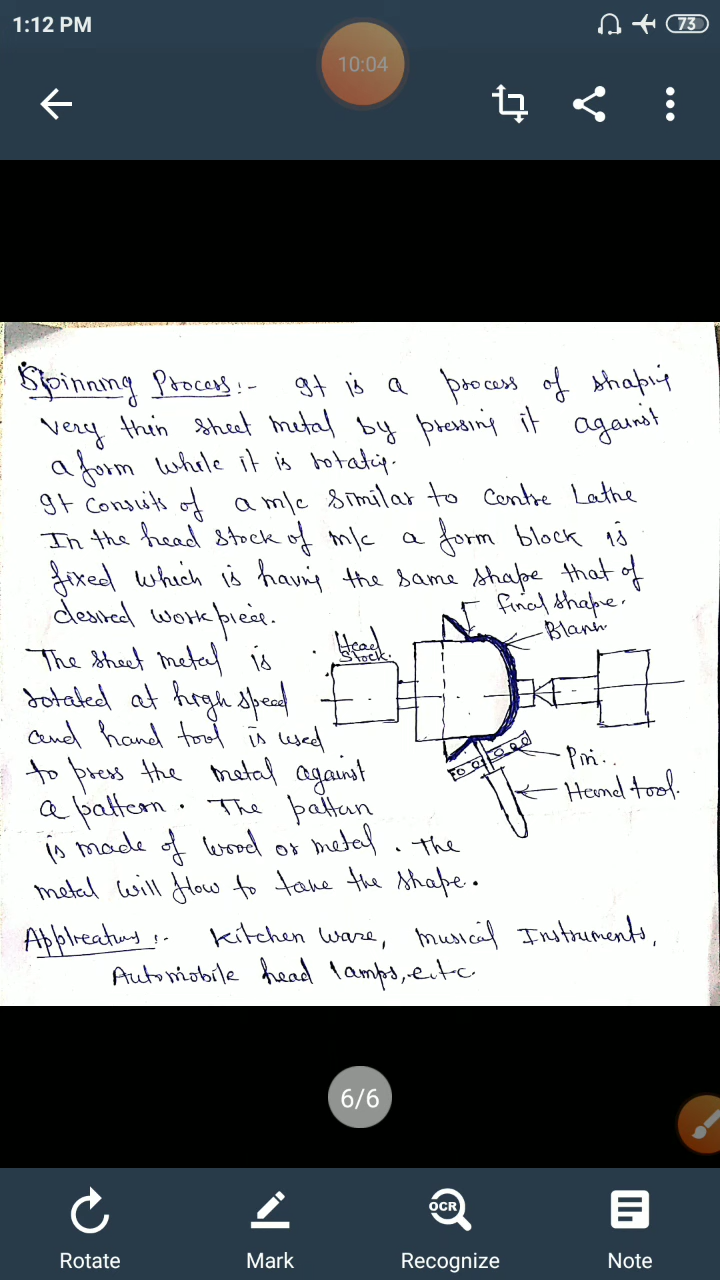 1:12 PM
73
10:04
Spinning Process :- It is a process of shaping
very thin sheet metal by pressing it against
a form while it is rotating.
It consists of a m/c similar to centre Lathe
In the head stock of m/c a form block is
fixed which is having the same shape that of
desired workpiece.
final shape.
Blank
Head
Stock.
The sheet metal is
rotated at high speed
and hand tool is used
to press the metal against
a pattern. The pattern
is made of wood or metal. The
metal will flow to take the shape.
Pin.
Hand tool.
Applications :- Kitchen ware, musical Instruments,
Automobile head lamps, etc.
6/6
OCR
Rotate Mark Recognize Note